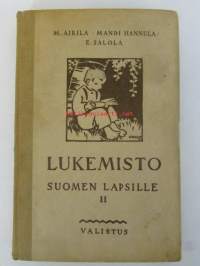 M. AIRILA / MANDI HANNULA /
E. SALOLA
LUKEMISTO
SUOMEN LAPSILLE
II
VALISTUS